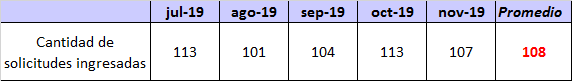 jul-19 ago-19 sep-19 oct-19 nov-19 Promedio
Cantidad de
solicitudes ingresadas 113 101 104 113 107 108